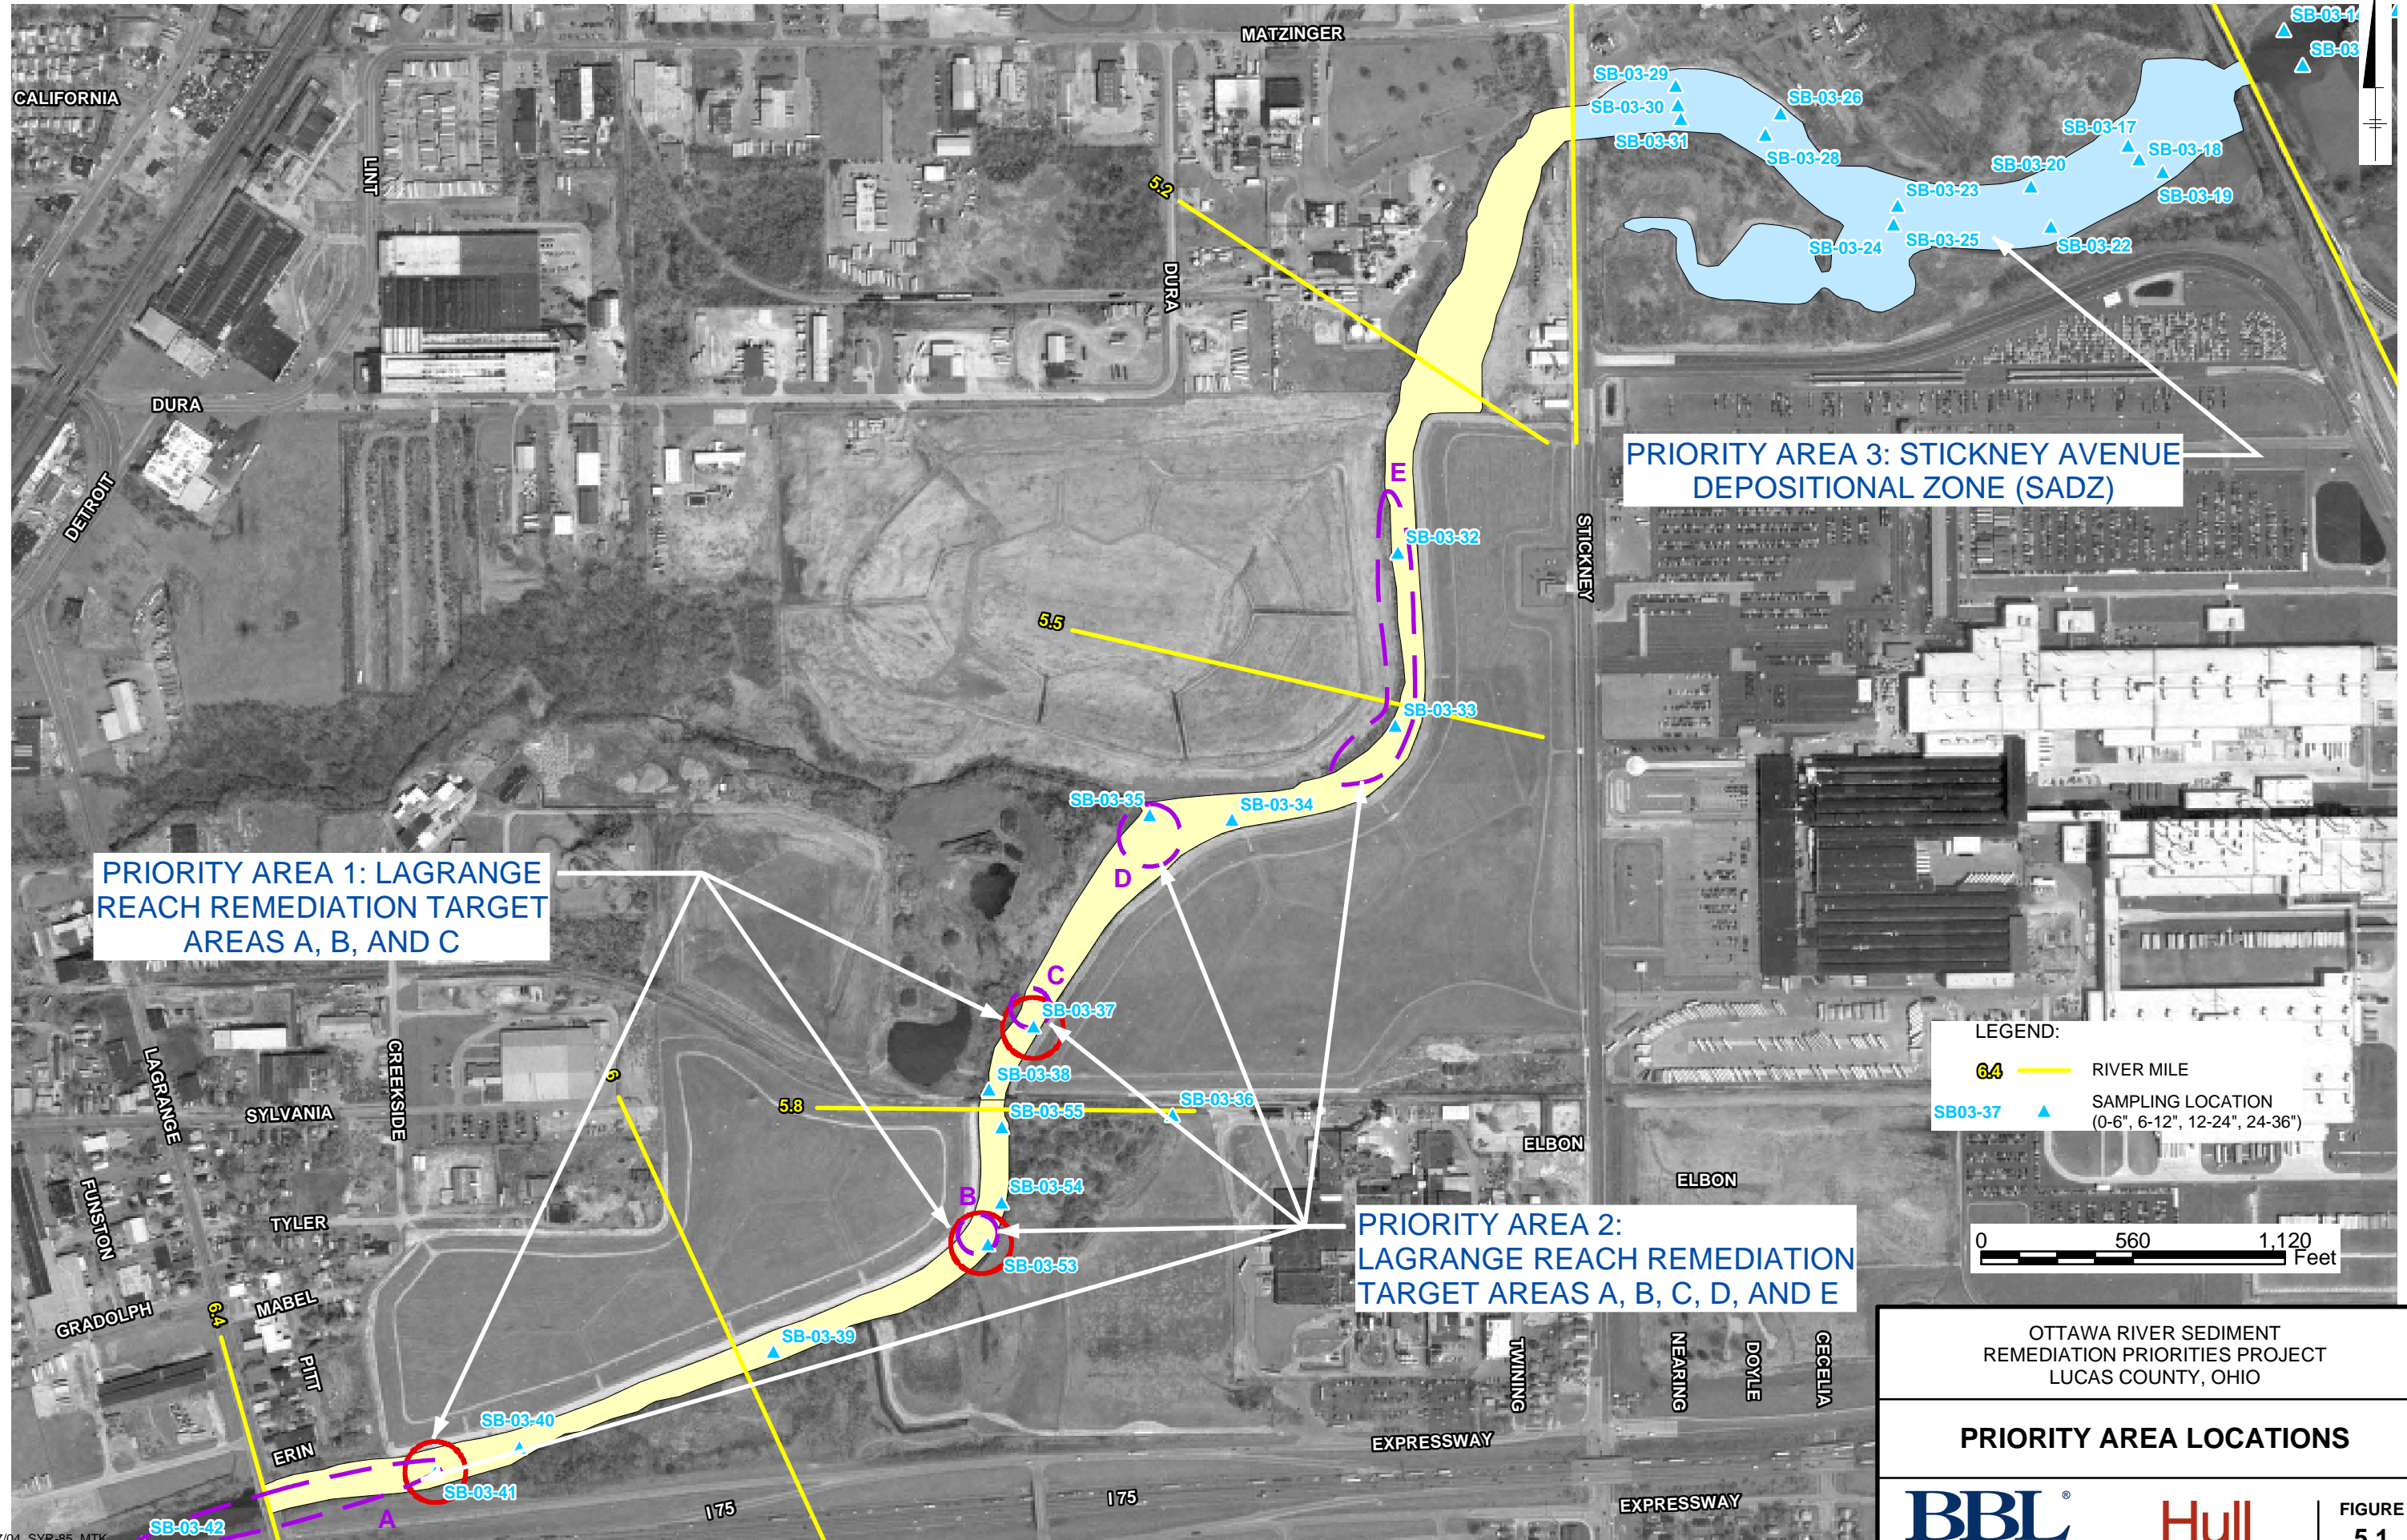 MATZINGER
CALIFORNIA
LINT
5.2
DURA
DURA
DETROIT
SB-03-14
SB-03
SB-03-29
SB-03-30
SB-03-31
SB-03-26
SB-03-28
SB-03-17
SB-03-18
SB-03-19
SB-03-20
SB-03-23
SB-03-24
SB-03-25
SB-03-22
PRIORITY AREA 3: STICKNEY AVENUE
DEPOSITIONAL ZONE (SADZ)
STICKNEY
E
SB-03-32
5.5
SB-03-33
SB-03-35
SB-03-34
D
PRIORITY AREA 1: LAGRANGE
REACH REMEDIATION TARGET
AREAS A, B, AND C
C
SB-03-37
SB-03-38
5.8
SB-03-55
SB-03-36
6
LAGRANGE
CREEKSIDE
SYLVANIA
FUNSTON
TYLER
GRADOLPH
MABEL
6.4
PITT
ERIN
B
SB-03-54
SB-03-53
SB-03-39
SB-03-40
SB-03-41
SB-03-42
A
ELBON
ELBON
PRIORITY AREA 2:
LAGRANGE REACH REMEDIATION
TARGET AREAS A, B, C, D, AND E
TWINING
NEARING
DOYLE
CECELIA
EXPRESSWAY
EXPRESSWAY
I 75
I 75
LEGEND:
6.4 RIVER MILE
SB03-37 SAMPLING LOCATION
(0-6", 6-12", 12-24", 24-36")
0 560 1,120
Feet
OTTAWA RIVER SEDIMENT
REMEDIATION PRIORITIES PROJECT
LUCAS COUNTY, OHIO
PRIORITY AREA LOCATIONS
BBL®
Hull
FIGURE
5.1